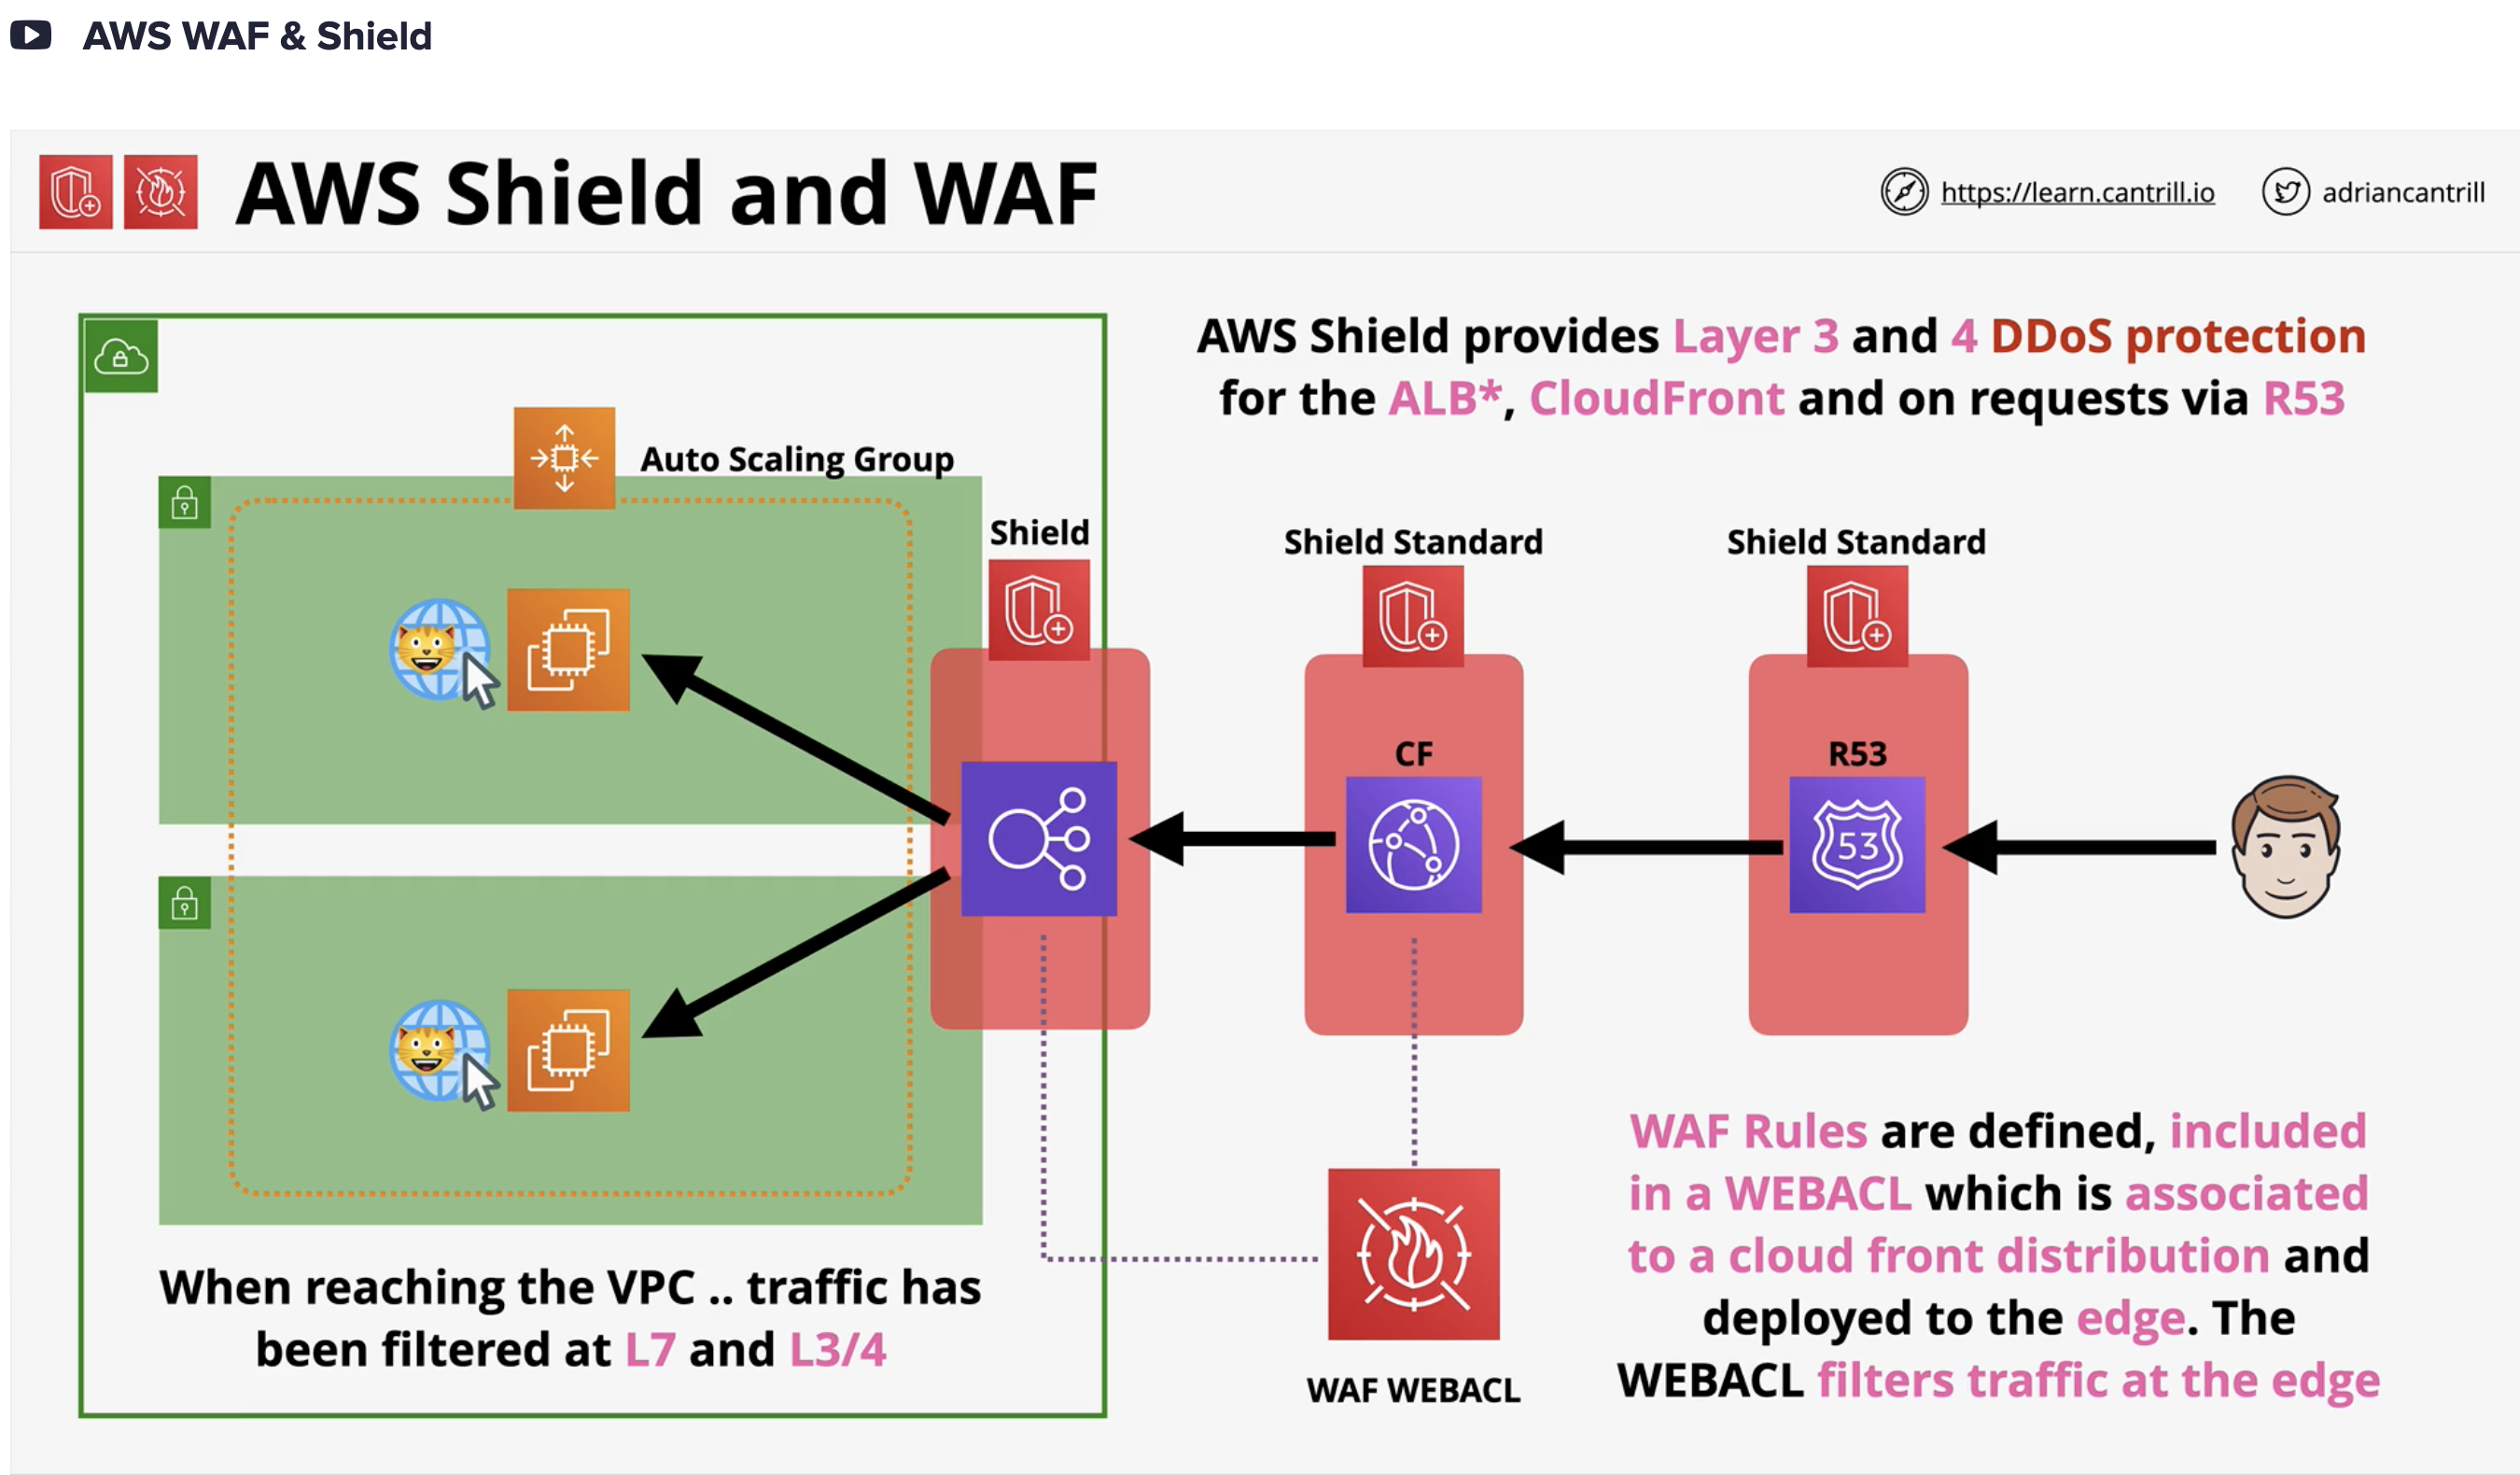 AWS WAF & Shield
AWS Shield and WAF
https://learn.cantrill.io
adriancantrill
AWS Shield provides Layer 3 and 4 DDoS protection
for the ALB*, CloudFront and on requests via R53
Auto Scaling Group
Shield
Shield Standard
Shield Standard
CF
R53
53
WAF Rules are defined, included
in a WEBACL which is associated
to a cloud front distribution and
deployed to the edge. The
WEBACL filters traffic at the edge
When reaching the VPC .. traffic has
been filtered at L7 and L3/4
WAF WEBACL